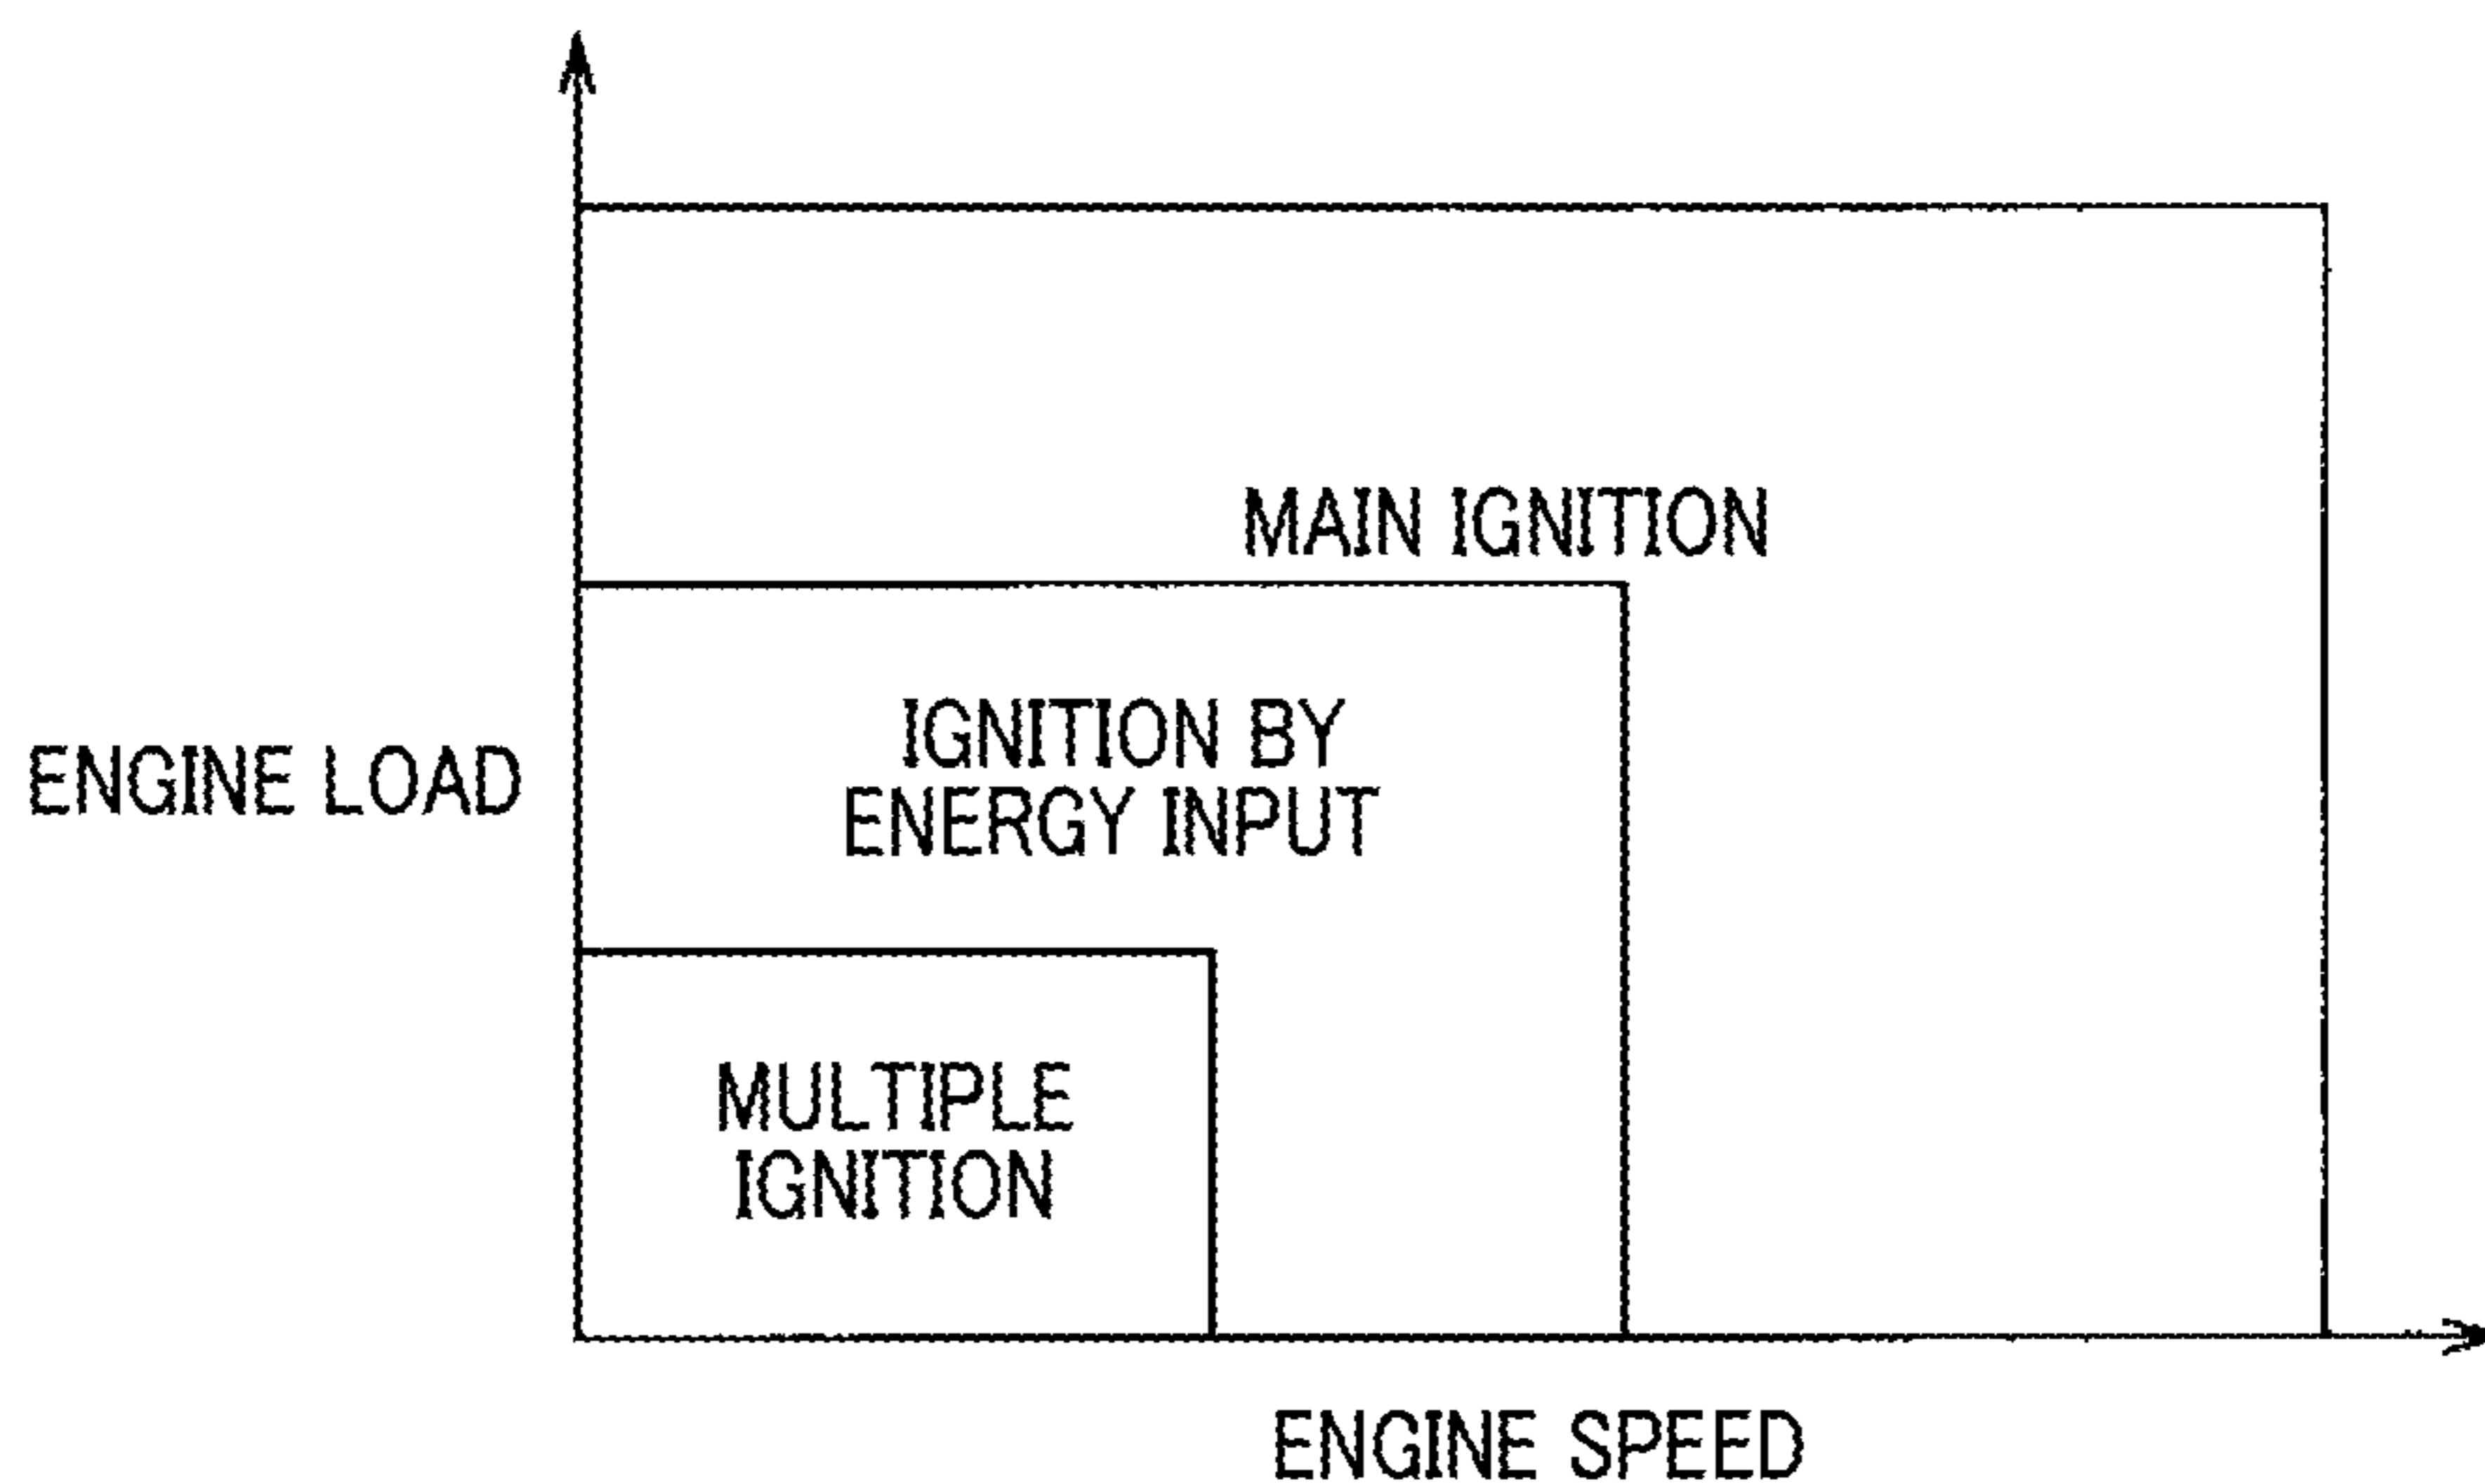 MAIN IGNITION
IGNITION BY
ENERGY INPUT
ENGINE LOAD
MULTIPLE
IGNITION
ENGINE SPEED